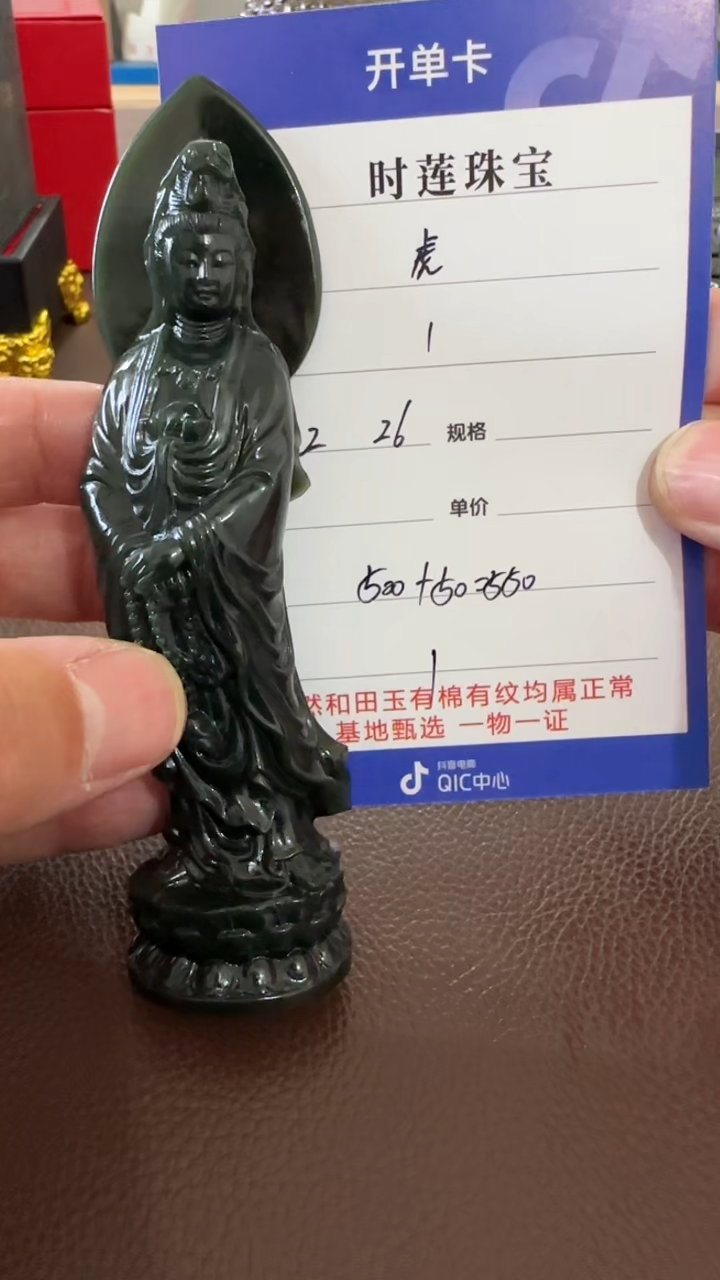 开单卡
时莲珠宝
虎
1
2 26 规格
单价
500+50=550
1
然和田玉有棉有纹均属正常
基地甄选 一物一证
抖音电商
QIC中心